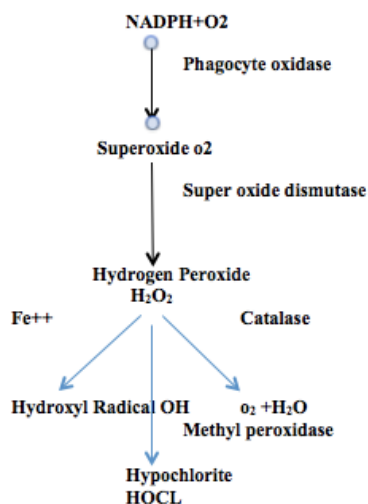 NADPH+O2
Phagocyte oxidase
Superoxide o2
Super oxide dismutase
Hydrogen Peroxide
H₂O₂
Fe++
Catalase
Hydroxyl Radical OH
o₂ +H₂O
Methyl peroxidase
Hypochlorite
HOCL